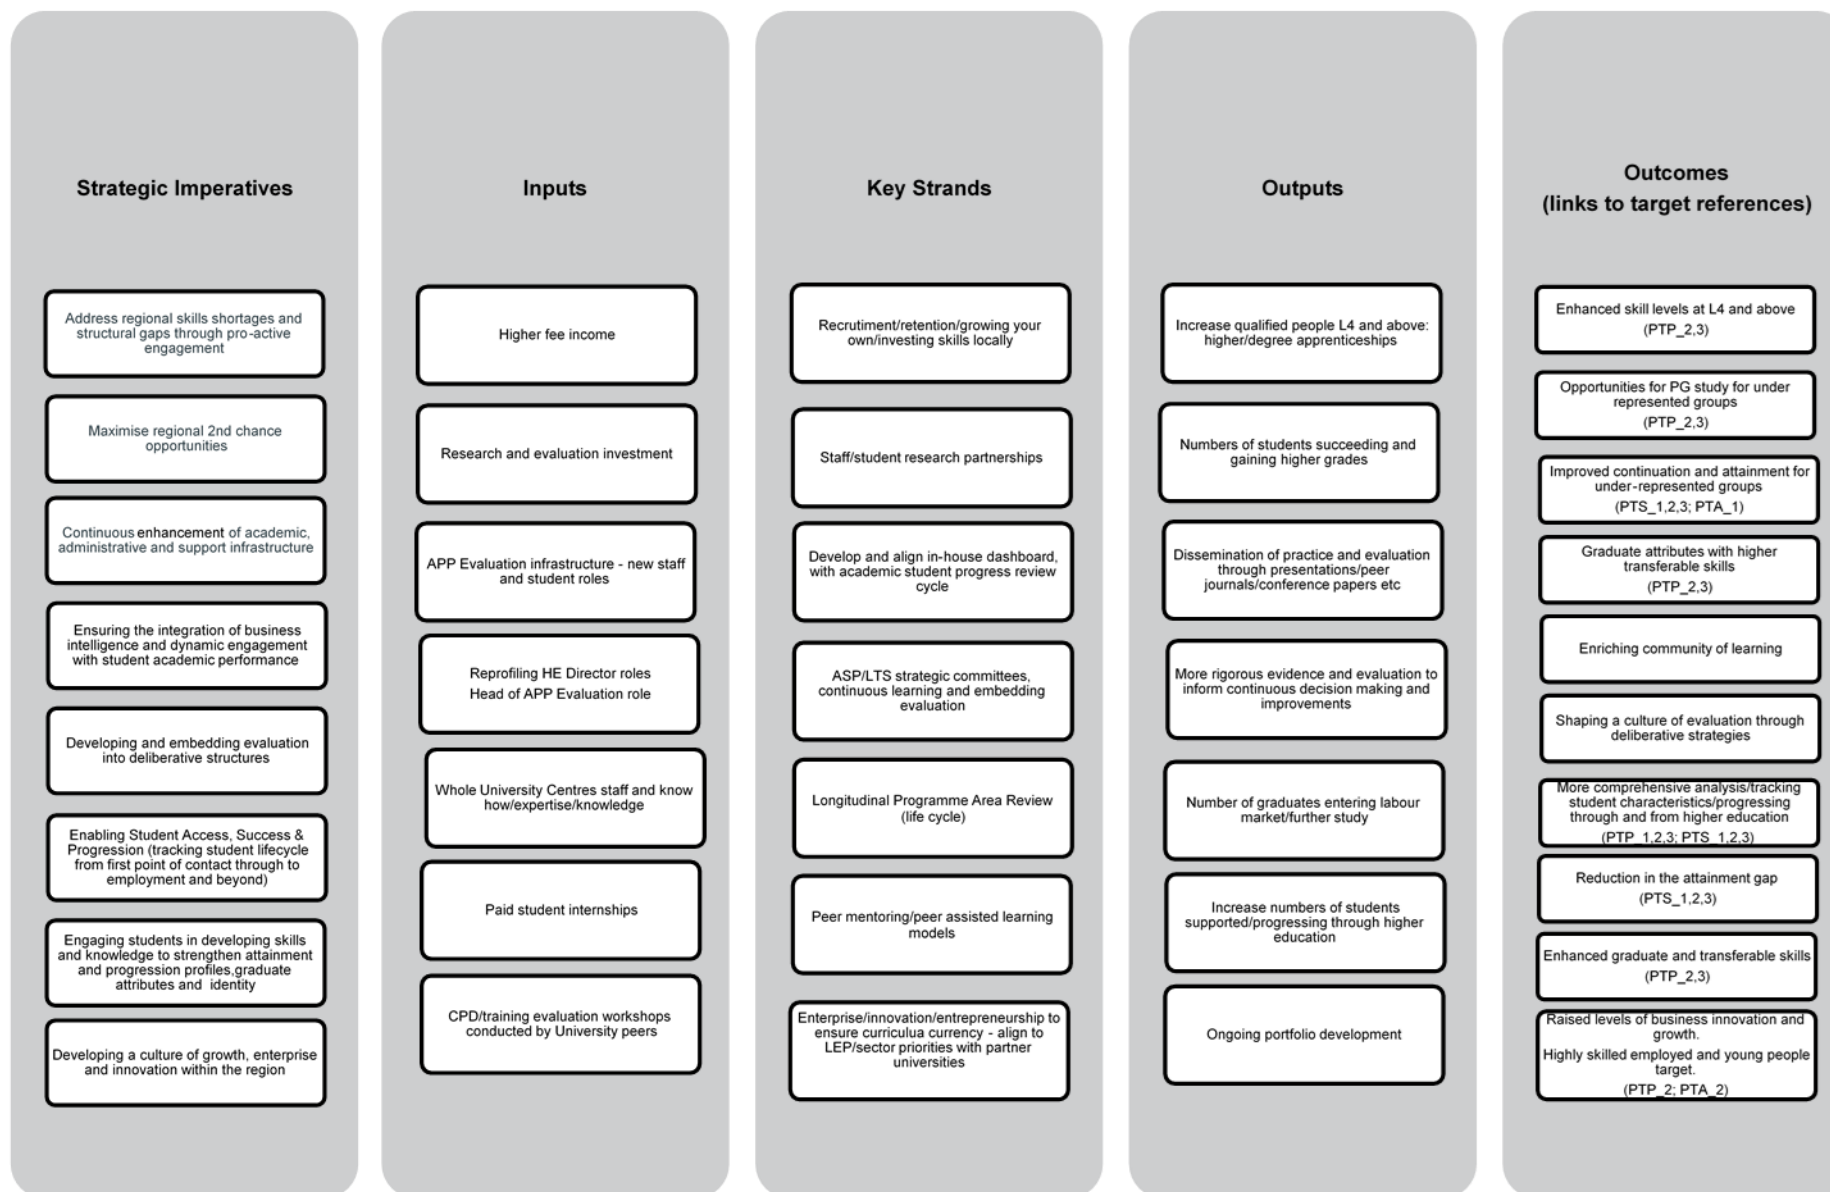 Strategic Imperatives
Address regional skills shortages and
structural gaps through pro-active
engagement
Maximise regional 2nd chance
opportunities
Continuous enhancement of academic,
administrative and support infrastructure
Ensuring the integration of business
intelligence and dynamic engagement
with student academic performance
Developing and embedding evaluation
into deliberative structures
Enabling Student Access, Success &
Progression (tracking student lifecycle
from first point of contact through to
employment and beyond)
Engaging students in developing skills
and knowledge to strengthen attainment
and progression profiles,graduate
attributes and identity
Developing a culture of growth, enterprise
and innovation within the region
Inputs
Higher fee income
Research and evaluation investment
APP Evaluation infrastructure - new staff
and student roles
Reprofiling HE Director roles
Head of APP Evaluation role
Whole University Centres staff and know
how/expertise/knowledge
Paid student internships
CPD/training evaluation workshops
conducted by University peers
Key Strands
Recrutiment/retention/growing your
own/investing skills locally
Staff/student research partnerships
Develop and align in-house dashboard,
with academic student progress review
cycle
ASP/LTS strategic committees,
continuous learning and embedding
evaluation
Longitudinal Programme Area Review
(life cycle)
Peer mentoring/peer assisted learning
models
Enterprise/innovation/entrepreneurship to
ensure curriculua currency - align to
LEP/sector priorities with partner
universities
Outputs
Increase qualified people L4 and above:
higher/degree apprenticeships
Numbers of students succeeding and
gaining higher grades
Dissemination of practice and evaluation
through presentations/peer
journals/conference papers etc
More rigorous evidence and evaluation to
inform continuous decision making and
improvements
Number of graduates entering labour
market/further study
Increase numbers of students
supported/progressing through higher
education
Ongoing portfolio development
Outcomes
(links to target references)
Enhanced skill levels at L4 and above
(PTP_2,3)
Opportunities for PG study for under
represented groups
(PTP_2,3)
Improved continuation and attainment for
under-represented groups
(PTS_1,2,3; PTA_1)
Graduate attributes with higher
transferable skills
(PTP_2,3)
Enriching community of learning
Shaping a culture of evaluation through
deliberative strategies
More comprehensive analysis/tracking
student characteristics/progressing
through and from higher education
(PTP_1,2,3; PTS_1,2,3)
Reduction in the attainment gap
(PTS_1,2,3)
Enhanced graduate and transferable skills
(PTP_2,3)
Raised levels of business innovation and
growth.
Highly skilled employed and young people
target.
(PTP_2; PTA_2)